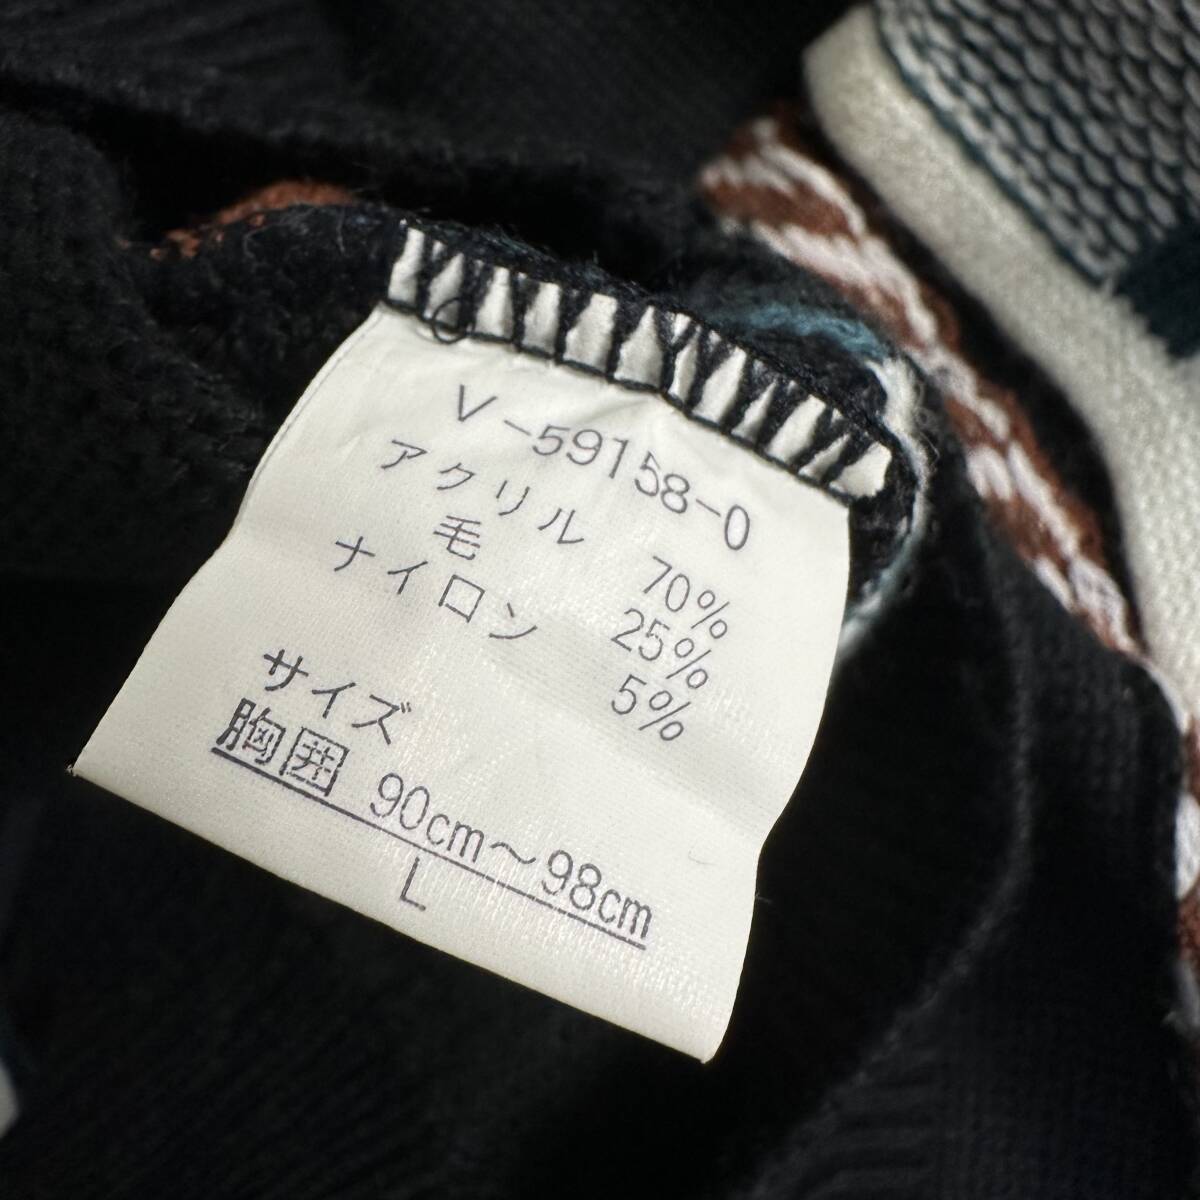 V-59158-0
アクリル 70%
毛 25%
ナイロン 5%
サイズ
胸囲 90cm～98cm
L